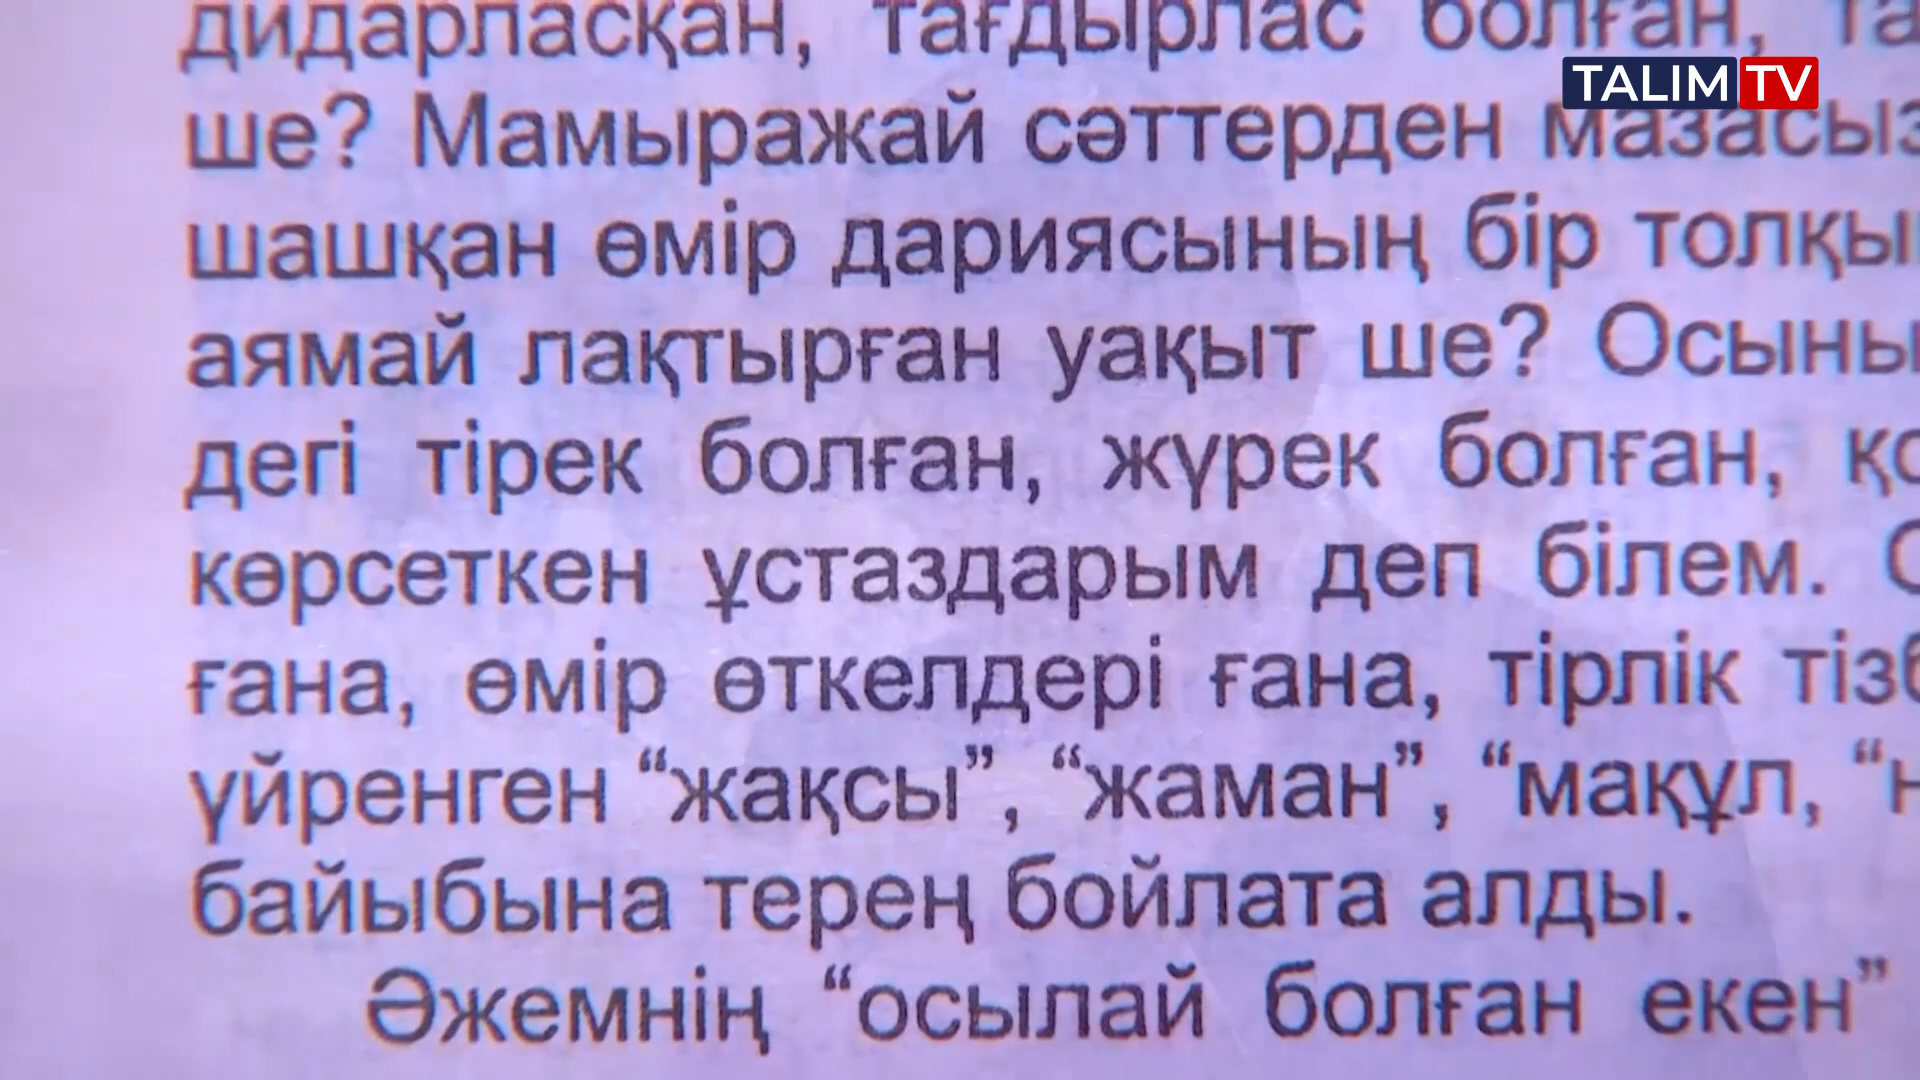 дидарласқан, тағдырлас болған,
TALIM TV
ше? Мамыражай сәттерден
шашқан өмір дариясының бір
аямай лақтырған уақыт ше?
дегі тірек болған, жүрек болған,
көрсеткен ұстаздарым деп білем.
ғана, өмір өткелдері ғана, тірлік
үйренген “жақсы”, “жаман”, “мақұл,
байыбына терең бойлата алды.
Әжемнің “осылай болған екен”